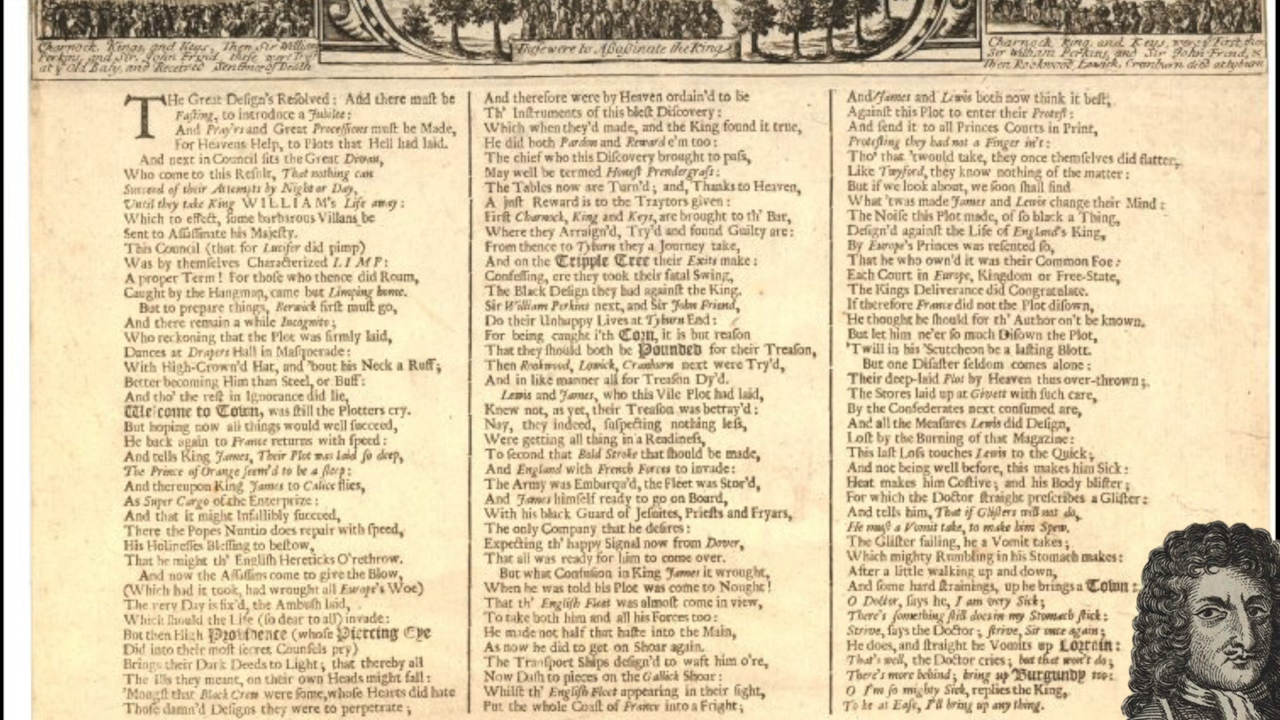 Charnock, King, and Keys, Then Sir William
Perkins and Sir John Frind, these were Try'd
at ye Old Baly, and Received Sentence of Death
These were to Assassinate the King
Charnock, King, and Keys, were ye First then
Sir William Perkins, and Sir John Frind, &
then Rookwood, Lowick, Cranburn died at tyburn
THe Great Design's Resolved: And there must be
Fasting, to introduce a Jubilee:
And Pray'rs and Great Processions must be Made,
For Heavens Help, to Plots that Hell had laid.
And next in Council sits the Great Divan,
Who come to this Result, That nothing can
Succeed of their Attempts by Night or Day,
Until they take King WILLIAM's Life away:
Which to effect, some barbarous Villans be
Sent to Assassinate his Majesty.
This Council (that for Lucifer did pimp)
Was by themselves Characterized LIMP:
A proper Term! For those who thence did Roam,
Caught by the Hangman, came but Limping home.
But to prepare things, Berwick first must go,
And there remain a while Incognito;
Who reckoning that the Plot was firmly laid,
Dances at Drapers Hall in Masquerade:
With High-Crown'd Hat, and 'bout his Neck a Ruff;
Better becoming Him than Steel, or Buff:
And tho' the rest in Ignorance did lie,
Welcome to Town, was still the Plotters cry.
But hoping now all things would well succeed,
He back again to France returns with speed:
And tells King James, Their Plot was laid so deep,
The Prince of Orange seem'd to be a sleep:
And thereupon King James to Calice flies,
As Super Cargo of the Enterprize:
And that it might Infallibly succeed,
There the Popes Nuntio does repair with speed,
His Holinesses Blessing to bestow,
That he might th' English Hereticks O'rethrow.
And now the Assassins come to give the Blow,
(Which had it took, had wrought all Europe's Woe)
The very Day is fix'd, the Ambush laid,
Which should the Life (so dear to all) invade:
But then High Providence (whose Piercing Eye
Did into their most secret Counsels pry)
Brings their Dark Deeds to Light; that thereby all
The Ills they meant, on their own Heads might fall:
'Mongst that Black Crew were some, whose Hearts did hate
Those damn'd Designs they were to perpetrate;
And therefore were by Heaven ordain'd to be
Th' Instruments of this blest Discovery:
Which when they'd made, and the King found it true,
He did both Pardon and Reward e'm too:
The chief who this Discovery brought to pass,
May well be termed Honest Prendergrass:
The Tables now are Turn'd; and, Thanks to Heaven,
A just Reward is to the Traytors given:
First Charnock, King and Keys, are brought to th' Bar,
Where they Arraign'd, Try'd and found Guilty are:
From thence to Tyburn they a Journey take,
And on the Tripple Tree their Exits make:
Confessing, ere they took their fatal Swing,
The Black Design they had against the King.
Sir William Perkins next, and Sir John Friend,
Do their Unhappy Lives at Tyburn End:
For being caught i'th Corn, it is but reason
That they should both be Pounded for their Treason,
Then Rookwood, Lowick, Cranburn next were Try'd,
And in like manner all for Treason Dy'd.
Lewis and James, who this Vile Plot had laid,
Knew not, as yet, their Treason was betray'd:
Nay, they indeed, suspecting nothing less,
Were getting all thing in a Readiness,
To second that Bold Stroke that should be made,
And England with French Forces to invade:
The Army was Embarqu'd, the Fleet was Stor'd,
And James himself ready to go on Board,
With his black Guard of Jesuites, Priests and Fryars,
The only Company that he desires:
Expecting th' happy Signal now from Dover,
That all was ready for him to come over.
But what Confusion in King James it wrought,
When he was told his Plot was come to Nought!
That th' English Fleet was almost come in view,
To take both him and all his Forces too:
He made not half that haste into the Main,
As now he did to get on Shoar again.
The Transport Ships design'd to waft him o're,
Now Dash to pieces on the Gallick Shoar:
Whilst th' English Fleet appearing in their sight,
Put the whole Coast of France into a Fright;
And James and Lewis both now think it best,
Against this Plot to enter their Protest:
And send it to all Princes Courts in Print,
Protesting they had not a Finger in't:
Tho' that 'twould take, they once themselves did flatter,
Like Twyford, they know nothing of the matter:
But if we look about, we soon shall find
What 'twas made James and Lewis change their Mind:
The Noise this Plot made, of so black a Thing,
Design'd against the Life of England's King,
By Europe's Princes was resented so,
That he who own'd it was their Common Foe:
Each Court in Europe, Kingdom or Free-State,
The Kings Deliverance did Congratulate.
If therefore France did not the Plot disown,
He thought he should for th' Author on't be known.
But let him ne'er so much Disown the Plot,
'Twill in his 'Scutcheon be a lasting Blott.
But one Disaster seldom comes alone:
Their deep-laid Plot by Heaven thus over-thrown;
The Stores laid up at Givett with such care,
By the Confederates next consumed are,
And all the Measures Lewis did Design,
Lost by the Burning of that Magazine:
This last Loss touches Lewis to the Quick;
And not being well before, this makes him Sick:
Heat makes him Costive; and his Body blister;
For which the Doctor straight prescribes a Glister:
And tells him, That if Glisters will not do,
He must a Vomit take, to make him Spew.
The Glister failing, he a Vomit takes;
Which mighty Rumbling in his Stomach makes:
After a little walking up and down,
And some hard strainings, up he brings a Town:
O Doctor, says he, I am very Sick;
There's something still does in my Stomach stick:
Strive, says the Doctor; strive, Sir once again;
He does, and straight he Vomits up Lorrain:
That's well, the Doctor cries; but that won't do;
There's more behind; bring up Burgundy too:
O I'm so mighty Sick, replies the King,
To be at Ease, I'll bring up any thing.